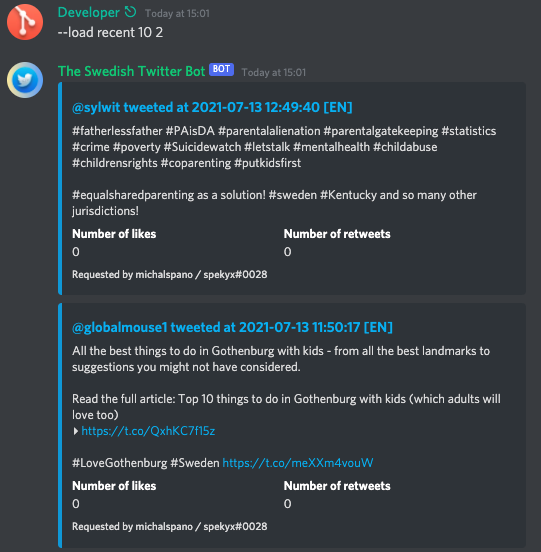 Developer Today at 15:01
--load recent 10 2
The Swedish Twitter Bot BOT Today at 15:01
@sylwit tweeted at 2021-07-13 12:49:40 [EN]
#fatherlessfather #PAisDA #parentalalienation #parentalgatekeeping #statistics
#crime #poverty #Suicidewatch #letstalk #mentalhealth #childabuse
#childrensrights #coparenting #putkidsfirst
#equalsharedparenting as a solution! #sweden #Kentucky and so many other
jurisdictions!
Number of likes Number of retweets
0 0
Requested by michalspano / spekyx#0028
@globalmouse1 tweeted at 2021-07-13 11:50:17 [EN]
All the best things to do in Gothenburg with kids - from all the best landmarks to
suggestions you might not have considered.
Read the full article: Top 10 things to do in Gothenburg with kids (which adults will
love too)
https://t.co/QxhKC7f15z
#LoveGothenburg #Sweden https://t.co/meXXm4vouW
Number of likes Number of retweets
0 0
Requested by michalspano / spekyx#0028